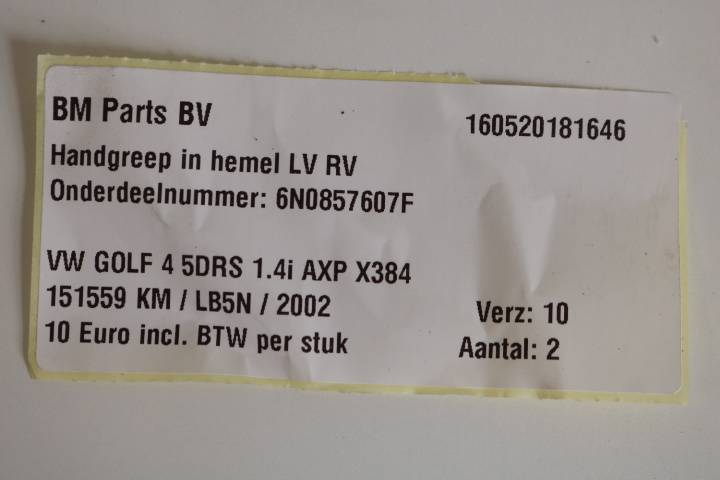 BM Parts BV
160520181646
Handgreep in hemel LV RV
Onderdeelnummer: 6N0857607F
VW GOLF 4 5DRS 1.4i AXP X384
151559 KM / LB5N / 2002
Verz: 10
10 Euro incl. BTW per stuk
Aantal: 2